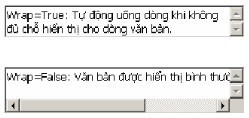 Wrap=True: Tự động uống dòng khi không
đủ chỗ hiển thị cho dòng văn bản.
Wrap=False: Văn bản được hiển thị bình thườ